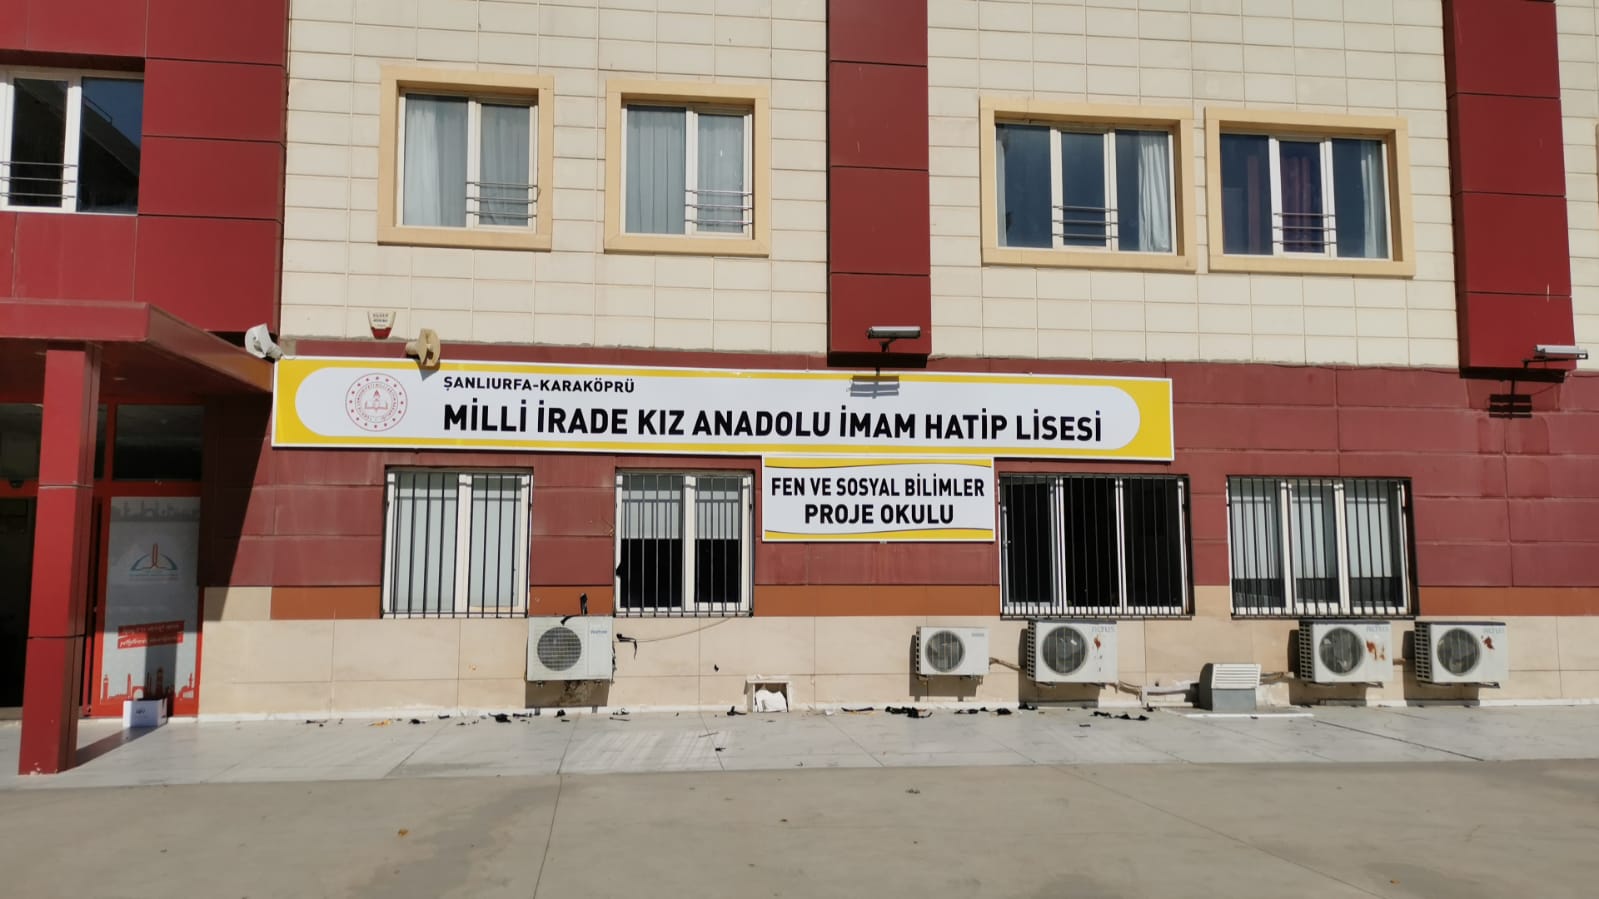 ŞANLIURFA-KARAKÖPRÜ
MİLLİ İRADE KIZ ANADOLU İMAM HATİP LİSESİ
FEN VE SOSYAL BİLİMLER
PROJE OKULU